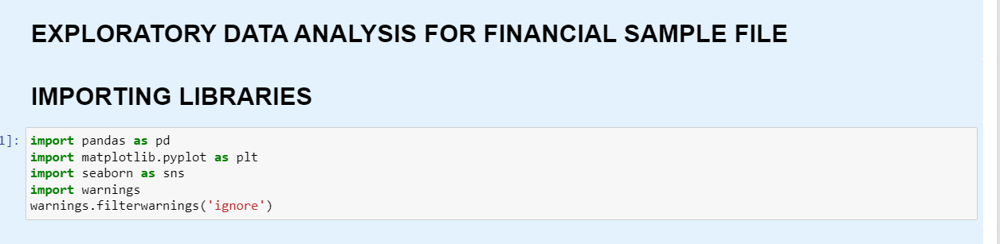 EXPLORATORY DATA ANALYSIS FOR FINANCIAL SAMPLE FILE
IMPORTING LIBRARIES
1]: import pandas as pd
import matplotlib.pyplot as plt
import seaborn as sns
import warnings
warnings.filterwarnings('ignore')